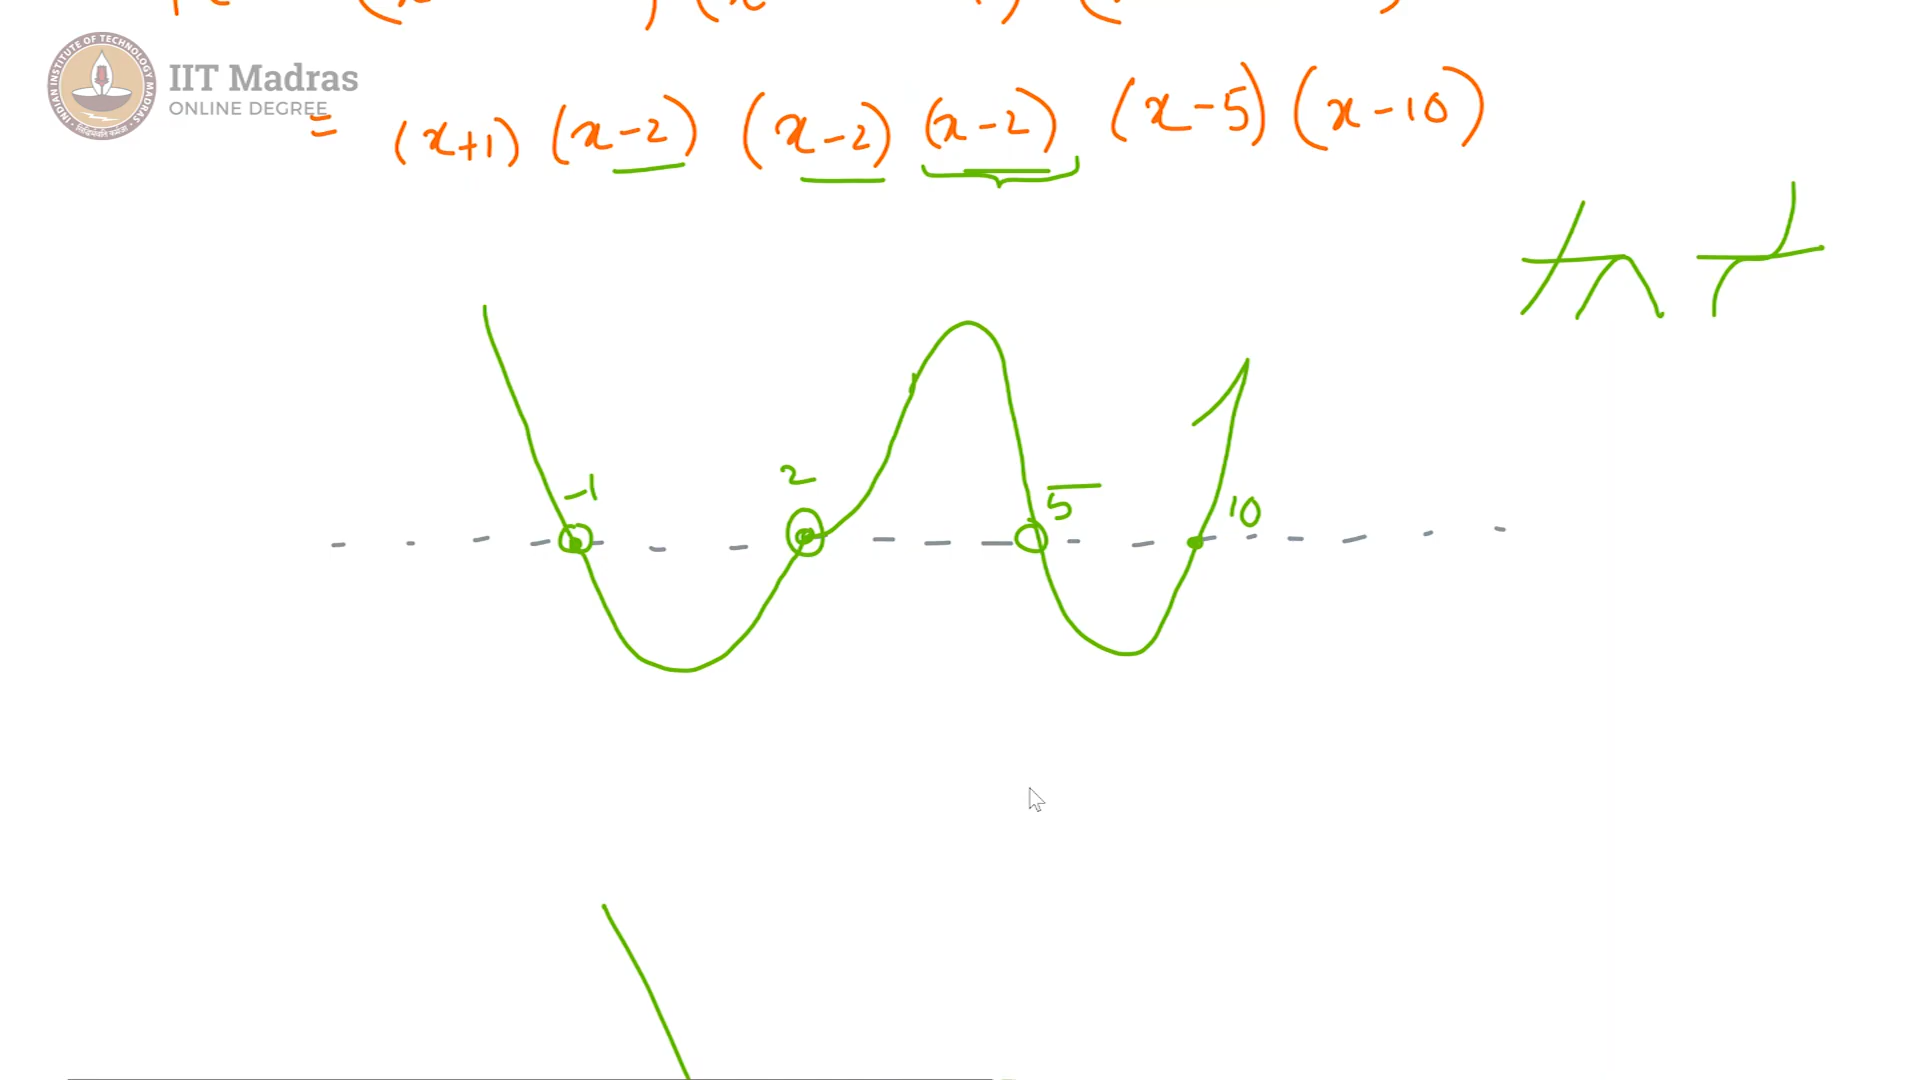 IIT Madras
ONLINE DEGREE
= (x+1) (x-2) (x-2) (x-2) (x-5) (x-10)
-1 2 5 10